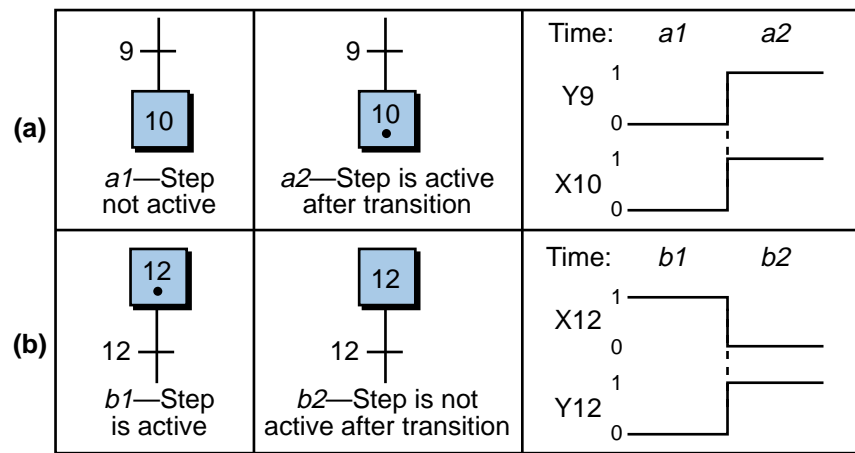 (a)
9
10
a1—Step
not active
9
10
a2—Step is active
after transition
Time: a1 a2
1
Y9
0
1
X10
0
(b)
12
12
b1—Step
is active
12
12
b2—Step is not
active after transition
Time: b1 b2
1
X12
0
1
Y12
0